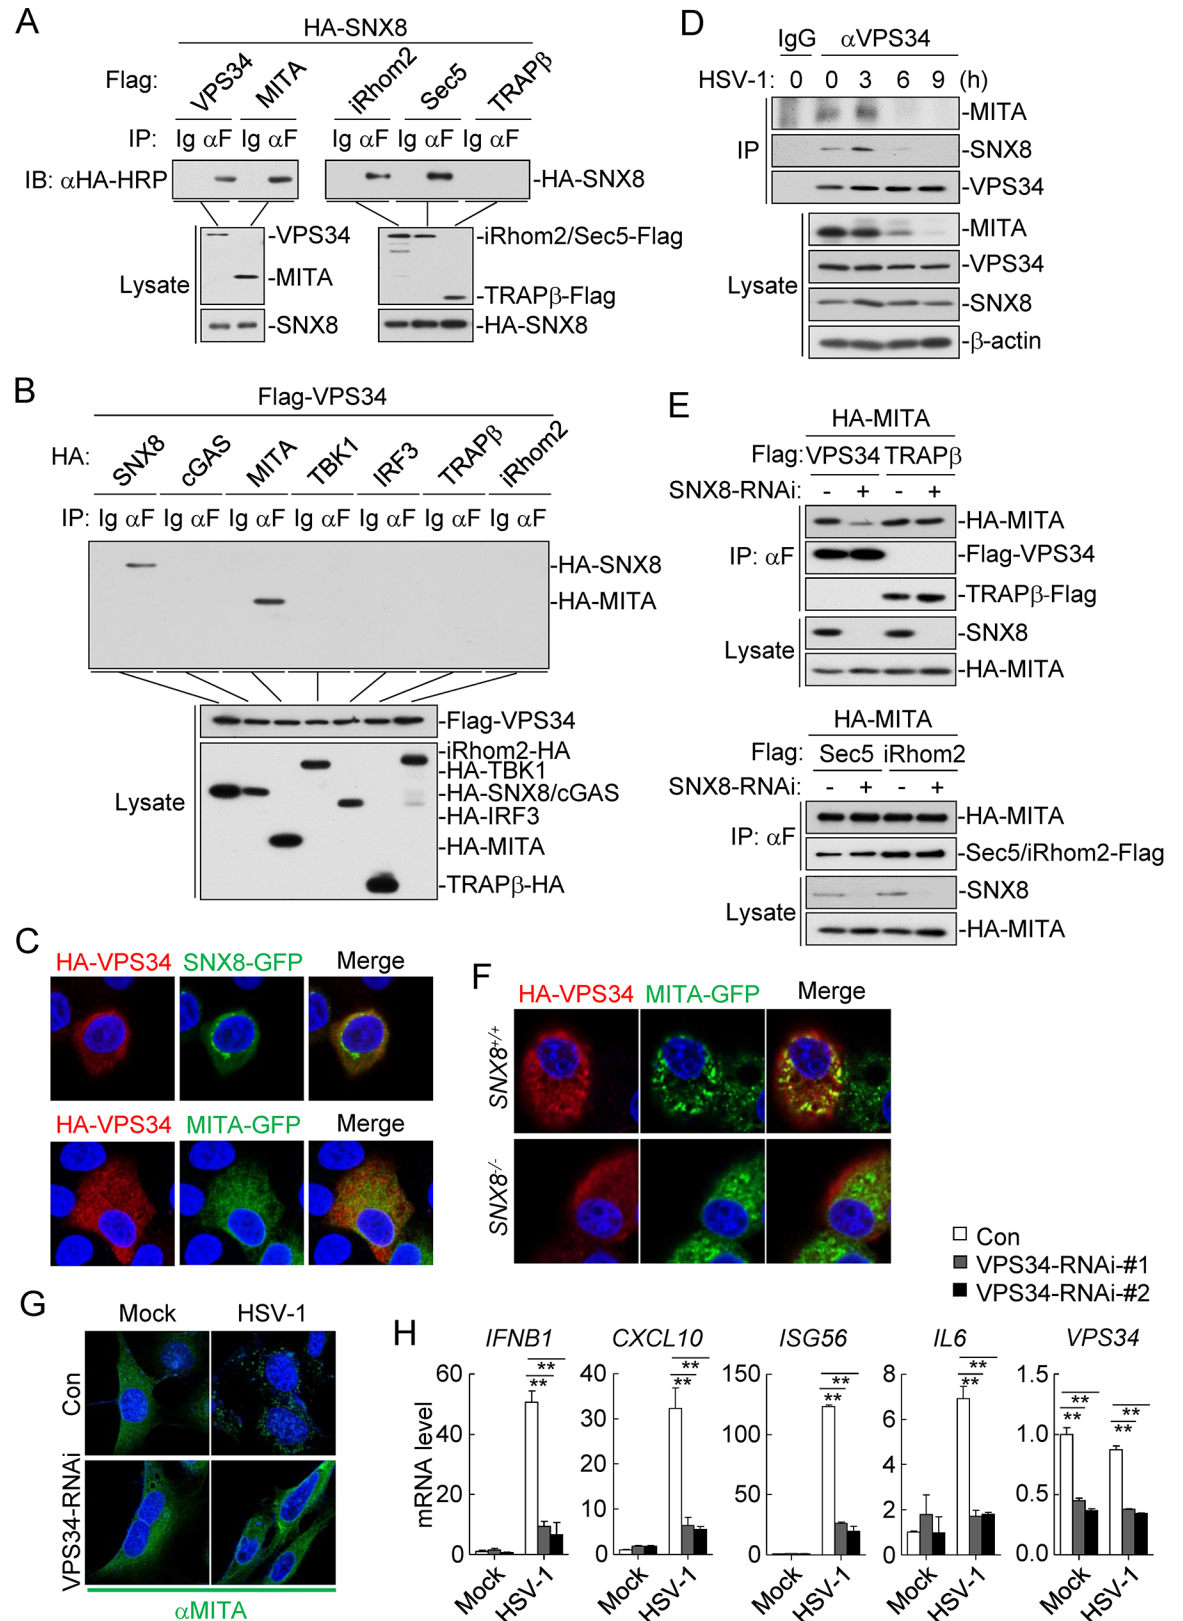 A
HA-SNX8
Flag: VPS34 MITA iRhom2 Sec5 TRAPβ
IP: Ig αF Ig αF Ig αF Ig αF Ig αF
IB: αHA-HRP -HA-SNX8
Lysate
-VPS34
-MITA
-SNX8
-iRhom2/Sec5-Flag
-TRAPβ-Flag
-HA-SNX8
B
Flag-VPS34
HA: SNX8 cGAS MITA TBK1 IRF3 TRAPβ iRhom2
IP: Ig αF Ig αF Ig αF Ig αF Ig αF Ig αF Ig αF
-HA-SNX8
-HA-MITA
Lysate
-Flag-VPS34
-iRhom2-HA
-HA-TBK1
-HA-SNX8/cGAS
-HA-IRF3
-HA-MITA
-TRAPβ-HA
C
HA-VPS34 SNX8-GFP Merge
HA-VPS34 MITA-GFP Merge
D
IgG αVPS34
HSV-1: 0 0 3 6 9 (h)
IP
-MITA
-SNX8
-VPS34
Lysate
-MITA
-VPS34
-SNX8
-β-actin
E
HA-MITA
Flag: VPS34 TRAPβ
SNX8-RNAi: - + - +
IP: αF
-HA-MITA
-Flag-VPS34
-TRAPβ-Flag
Lysate
-SNX8
-HA-MITA
HA-MITA
Flag: Sec5 iRhom2
SNX8-RNAi: - + - +
IP: αF
-HA-MITA
-Sec5/iRhom2-Flag
Lysate
-SNX8
-HA-MITA
F
HA-VPS34 MITA-GFP Merge
SNX8+/+
SNX8-/-
G
Mock HSV-1
Con
VPS34-RNAi
αMITA
H
Con
VPS34-RNAi-#1
VPS34-RNAi-#2
mRNA level
IFNB1
60
40
20
0
**
**
Mock HSV-1
CXCL10
40
30
20
10
0
**
**
Mock HSV-1
ISG56
150
100
50
0
**
**
Mock HSV-1
IL6
8
6
4
2
0
**
**
Mock HSV-1
VPS34
1.5
1.0
0.5
0.0
**
**
**
**
Mock HSV-1